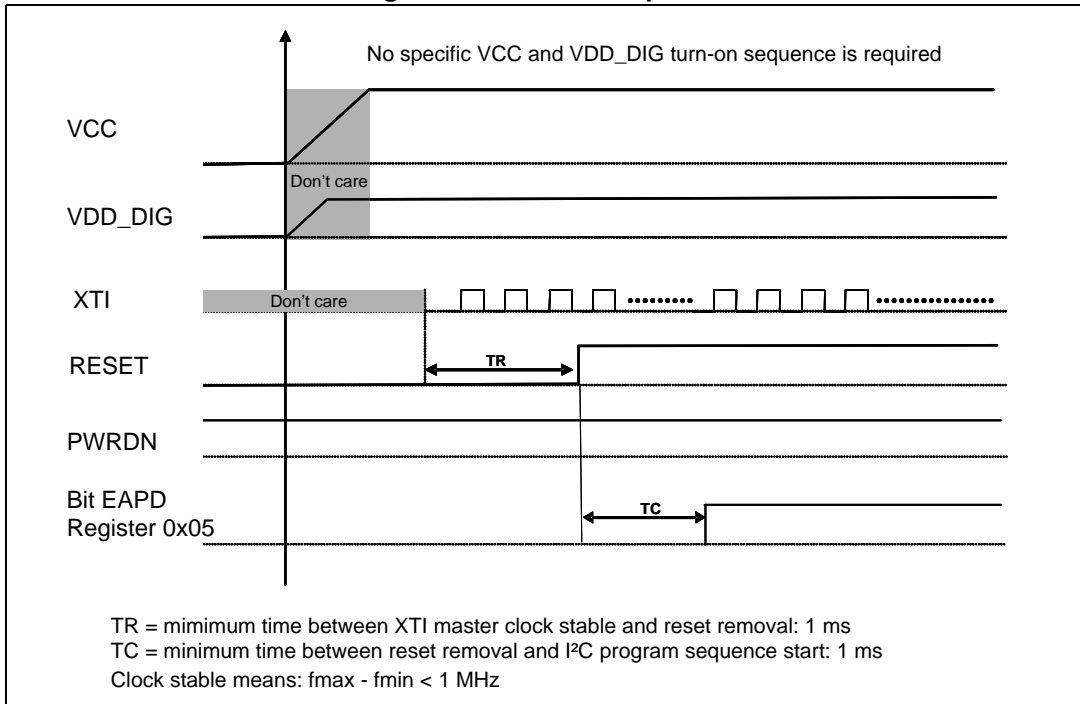 No specific VCC and VDD_DIG turn-on sequence is required
VCC
Don't care
VDD_DIG
XTI
Don't care
RESET
TR
PWRDN
Bit EAPD
Register 0x05
TC
TR = mimimum time between XTI master clock stable and reset removal: 1 ms
TC = minimum time between reset removal and I²C program sequence start: 1 ms
Clock stable means: fmax - fmin < 1 MHz